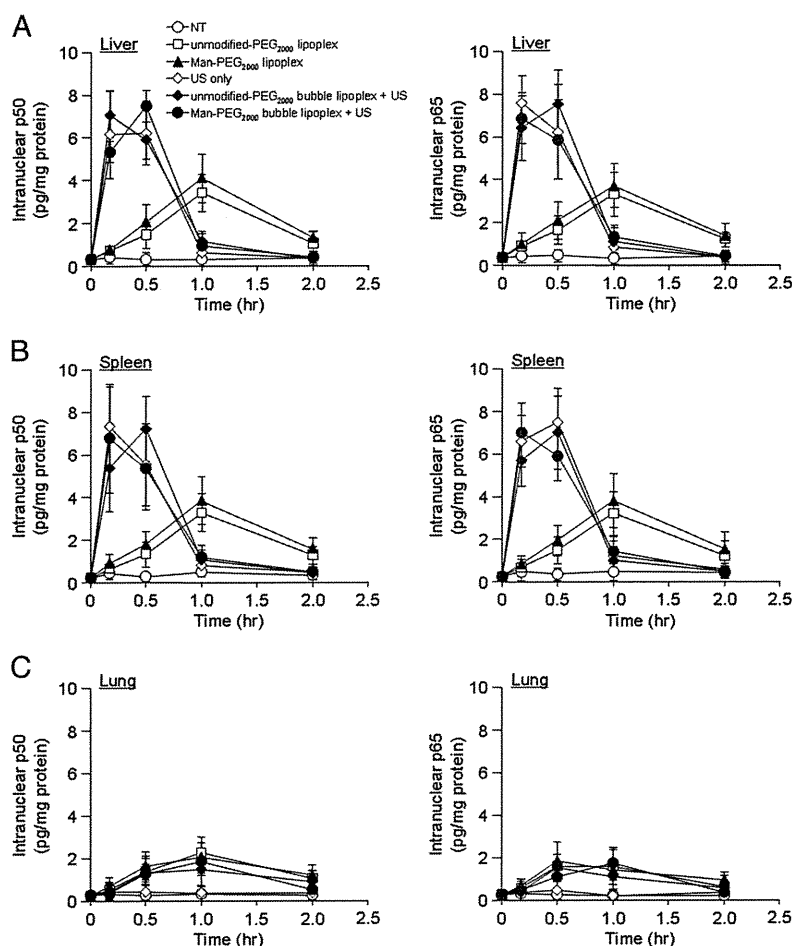 A
Liver
NT
unmodified-PEG2000 lipoplex
Man-PEG2000 lipoplex
US only
unmodified-PEG2000 bubble lipoplex + US
Man-PEG2000 bubble lipoplex + US
Intranuclear p50
(pg/mg protein)
10
8
6
4
2
0
0 0.5 1.0 1.5 2.0 2.5
Time (hr)
Liver
Intranuclear p65
(pg/mg protein)
10
8
6
4
2
0
0 0.5 1.0 1.5 2.0 2.5
Time (hr)
B
Spleen
Intranuclear p50
(pg/mg protein)
10
8
6
4
2
0
0 0.5 1.0 1.5 2.0 2.5
Time (hr)
Spleen
Intranuclear p65
(pg/mg protein)
10
8
6
4
2
0
0 0.5 1.0 1.5 2.0 2.5
Time (hr)
C
Lung
Intranuclear p50
(pg/mg protein)
10
8
6
4
2
0
0 0.5 1.0 1.5 2.0 2.5
Time (hr)
Lung
Intranuclear p65
(pg/mg protein)
10
8
6
4
2
0
0 0.5 1.0 1.5 2.0 2.5
Time (hr)